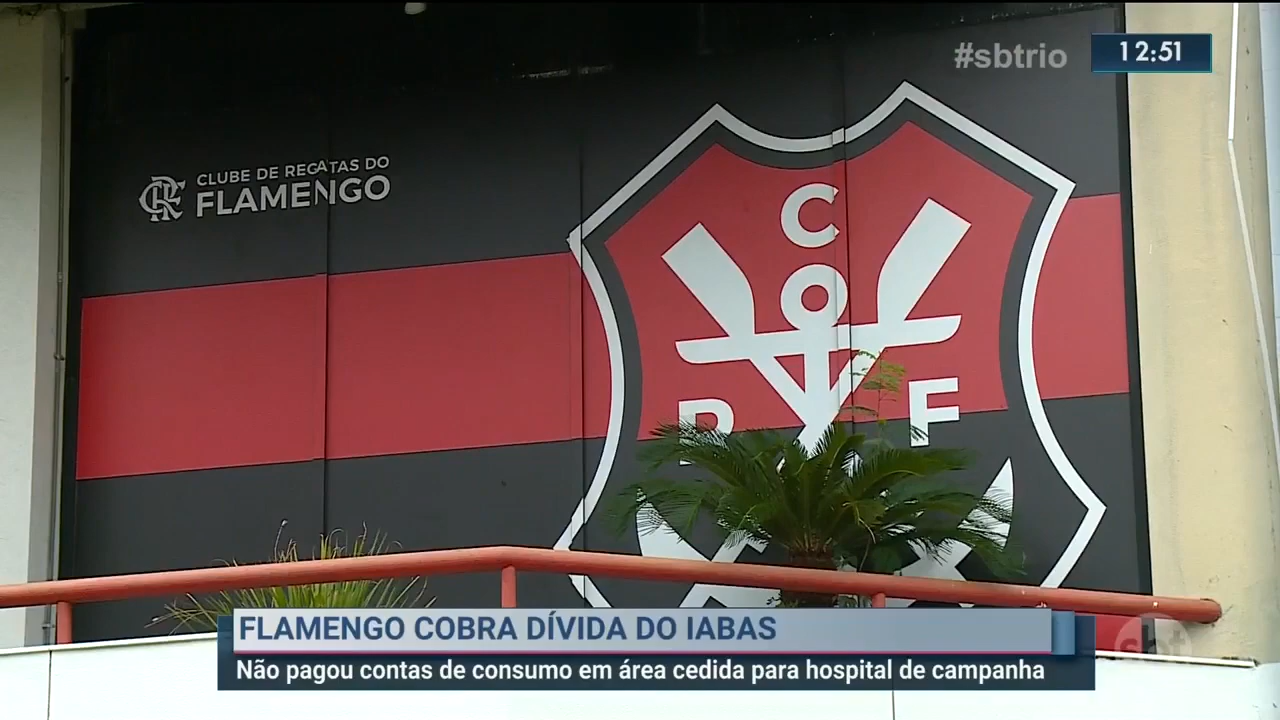 #sbtrio
12:51
CLUBE DE REGATAS DO
FLAMENGO
C
R
F
FLAMENGO COBRA DÍVIDA DO IABAS
Não pagou contas de consumo em área cedida para hospital de campanha
sbt